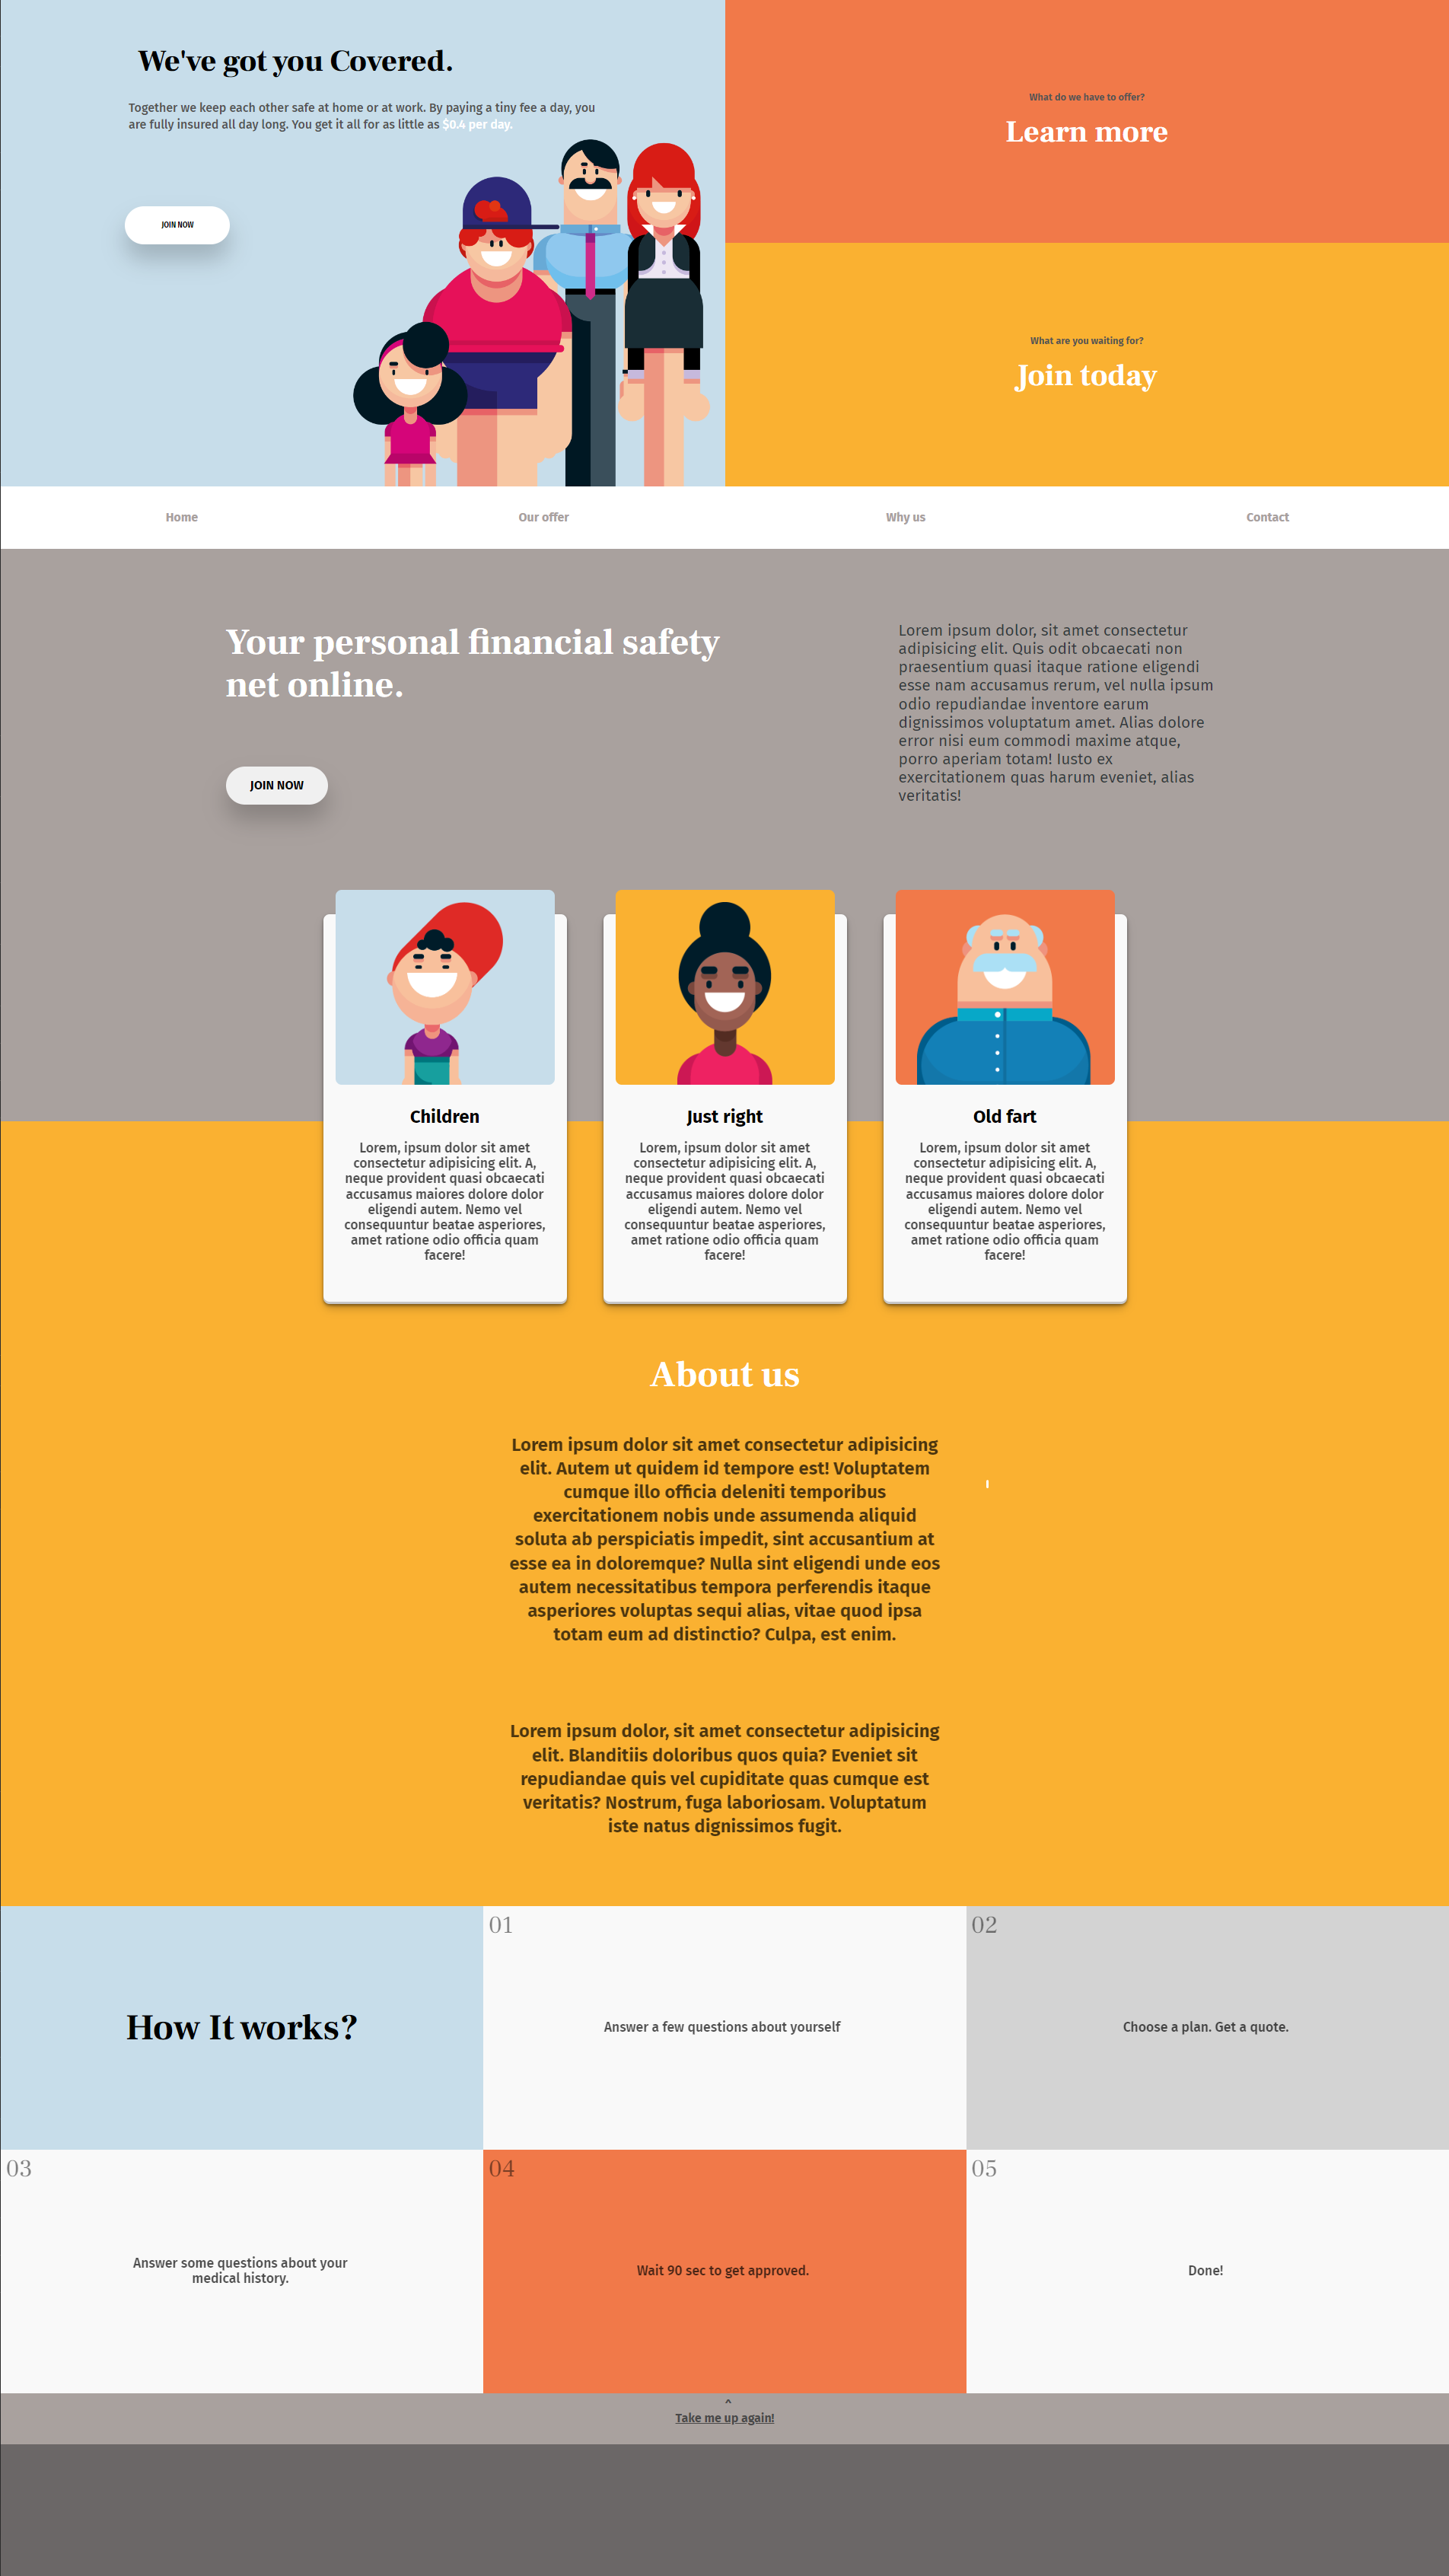 We've got you Covered.
Together we keep each other safe at home or at work. By paying a tiny fee a day, you
are fully insured all day long. You get it all for as little as $0.4 per day.
JOIN NOW
What do we have to offer?
Learn more
What are you waiting for?
Join today
Home
Our offer
Why us
Contact
Your personal financial safety
net online.
JOIN NOW
Lorem ipsum dolor, sit amet consectetur
adipisicing elit. Quis odit obcaecati non
praesentium quasi itaque ratione eligendi
esse nam accusamus rerum, vel nulla ipsum
odio repudiandae inventore earum
dignissimos voluptatum amet. Alias dolore
error nisi eum commodi maxime atque,
porro aperiam totam! Iusto ex
exercitationem quas harum eveniet, alias
veritatis!
Children
Lorem, ipsum dolor sit amet
consectetur adipisicing elit. A,
neque provident quasi obcaecati
accusamus maiores dolore dolor
eligendi autem. Nemo vel
consequuntur beatae asperiores,
amet ratione odio officia quam
facere!
Just right
Lorem, ipsum dolor sit amet
consectetur adipisicing elit. A,
neque provident quasi obcaecati
accusamus maiores dolore dolor
eligendi autem. Nemo vel
consequuntur beatae asperiores,
amet ratione odio officia quam
facere!
Old fart
Lorem, ipsum dolor sit amet
consectetur adipisicing elit. A,
neque provident quasi obcaecati
accusamus maiores dolore dolor
eligendi autem. Nemo vel
consequuntur beatae asperiores,
amet ratione odio officia quam
facere!
About us
Lorem ipsum dolor sit amet consectetur adipisicing
elit. Autem ut quidem id tempore est! Voluptatem
cumque illo officia deleniti temporibus
exercitationem nobis unde assumenda aliquid
soluta ab perspiciatis impedit, sint accusantium at
esse ea in doloremque? Nulla sint eligendi unde eos
autem necessitatibus tempora perferendis itaque
asperiores voluptas sequi alias, vitae quod ipsa
totam eum ad distinctio? Culpa, est enim.
Lorem ipsum dolor, sit amet consectetur adipisicing
elit. Blanditiis doloribus quos quia? Eveniet sit
repudiandae quis vel cupiditate quas cumque est
veritatis? Nostrum, fuga laboriosam. Voluptatum
iste natus dignissimos fugit.
How It works?
01
Answer a few questions about yourself
02
Choose a plan. Get a quote.
03
Answer some questions about your
medical history.
04
Wait 90 sec to get approved.
05
Done!
^
Take me up again!